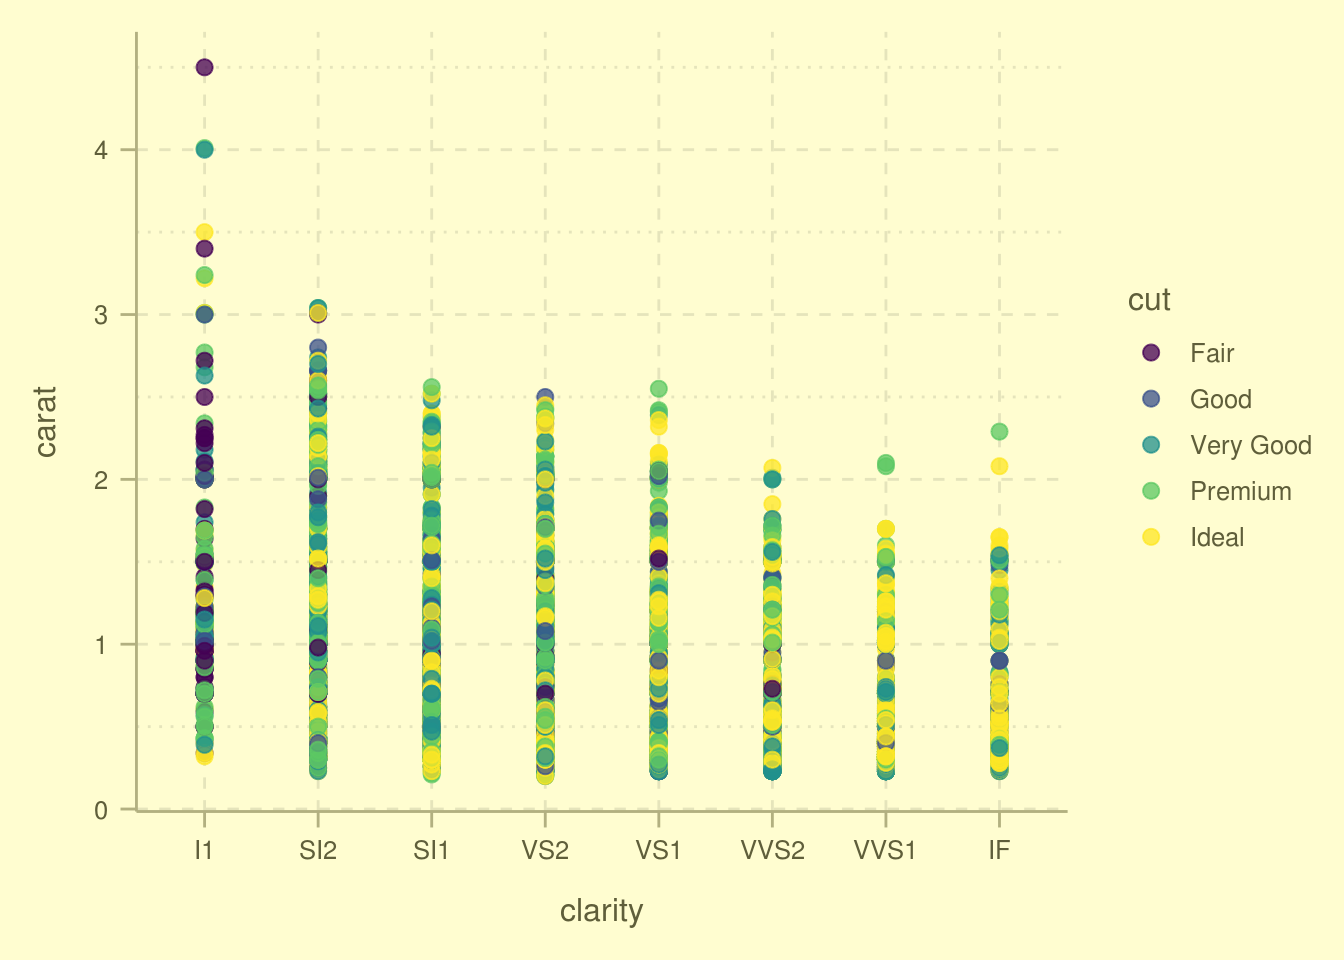 4
3
2
1
0
carat
I1 SI2 SI1 VS2 VS1 VVS2 VVS1 IF
clarity
cut
Fair
Good
Very Good
Premium
Ideal